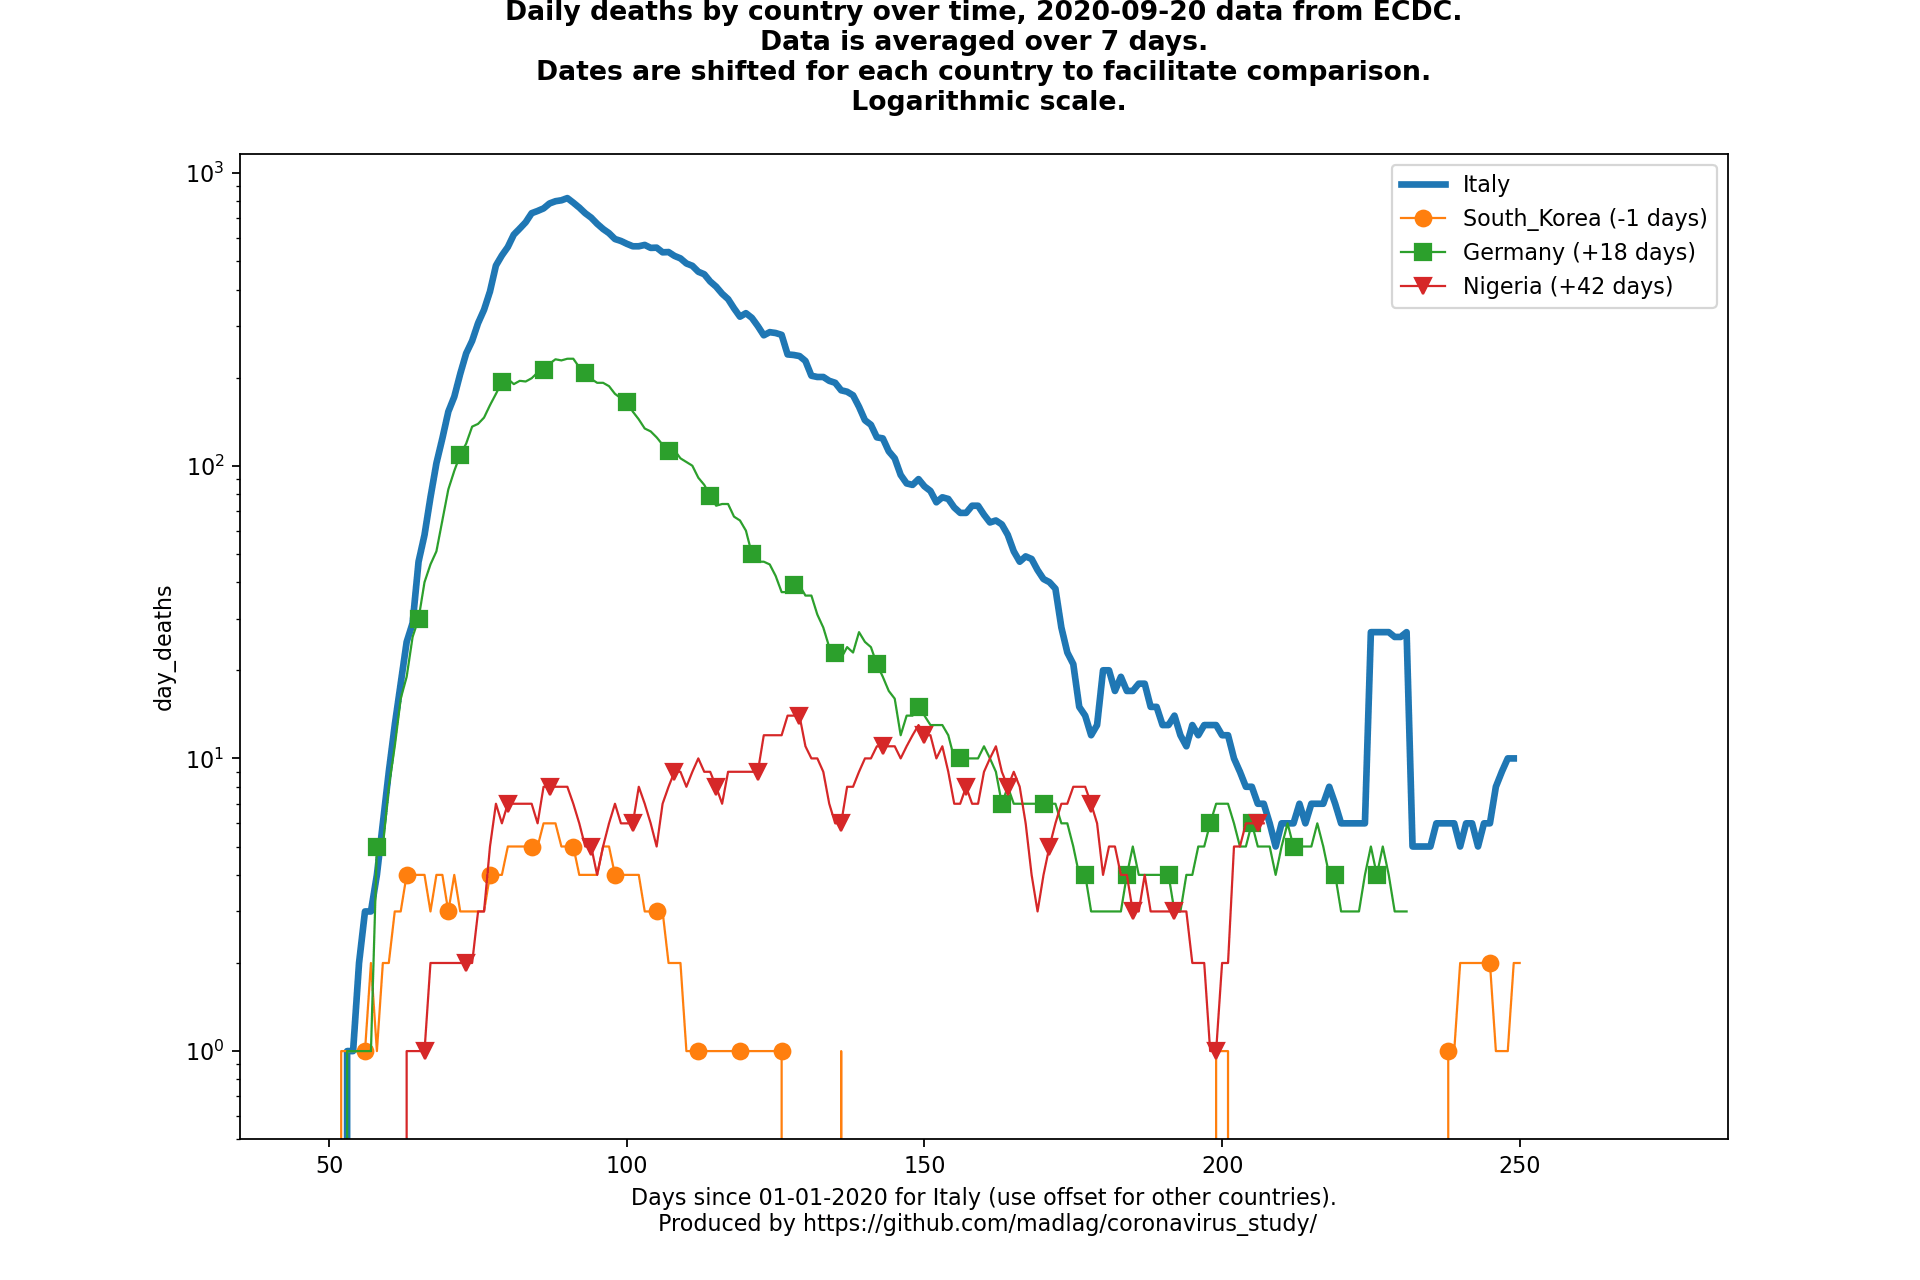 Daily deaths by country over time, 2020-09-20 data from ECDC.
Data is averaged over 7 days.
Dates are shifted for each country to facilitate comparison.
Logarithmic scale.
10³
10²
10¹
10⁰
day_deaths
Italy
South_Korea (-1 days)
Germany (+18 days)
Nigeria (+42 days)
50 100 150 200 250
Days since 01-01-2020 for Italy (use offset for other countries).
Produced by https://github.com/madlag/coronavirus_study/